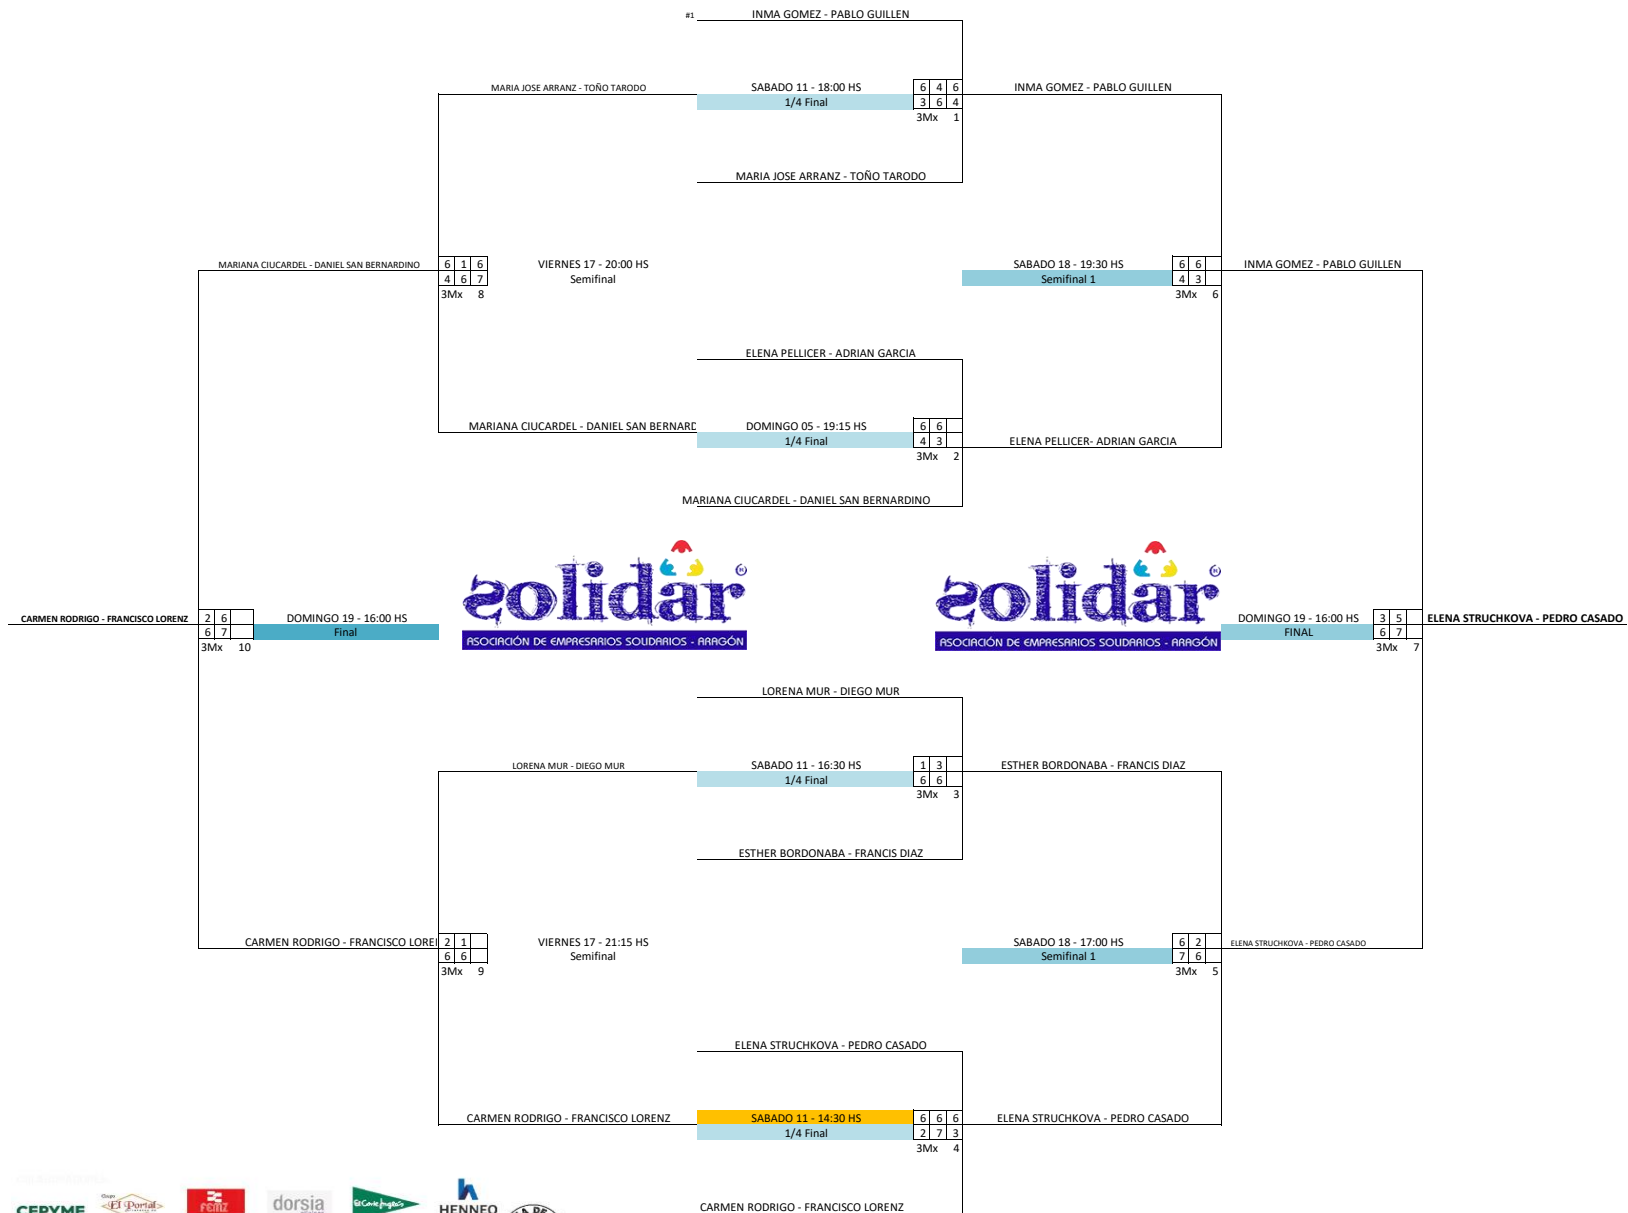 #1 INMA GOMEZ - PABLO GUILLEN
MARIA JOSE ARRANZ - TOÑO TARODO SABADO 11 - 18:00 HS 6 4 6 INMA GOMEZ - PABLO GUILLEN
1/4 Final 3 6 4
3Mx 1
MARIA JOSE ARRANZ - TOÑO TARODO
MARIANA CIUCARDEL - DANIEL SAN BERNARDINO 6 1 6 VIERNES 17 - 20:00 HS SABADO 18 - 19:30 HS 6 6 INMA GOMEZ - PABLO GUILLEN
4 6 7 Semifinal Semifinal 1 4 3
3Mx 8 3Mx 6
ELENA PELLICER - ADRIAN GARCIA
MARIANA CIUCARDEL - DANIEL SAN BERNARD DOMINGO 05 - 19:15 HS 6 6
1/4 Final 4 3 ELENA PELLICER- ADRIAN GARCIA
3Mx 2
MARIANA CIUCARDEL - DANIEL SAN BERNARDINO
solidar ® solidar ®
ASOCIACIÓN DE EMPRESARIOS SOLIDARIOS - ARAGÓN ASOCIACIÓN DE EMPRESARIOS SOLIDARIOS - ARAGÓN
CARMEN RODRIGO - FRANCISCO LORENZ 2 6 DOMINGO 19 - 16:00 HS DOMINGO 19 - 16:00 HS 3 5 ELENA STRUCHKOVA - PEDRO CASADO
6 7 Final FINAL 6 7
3Mx 10 3Mx 7
LORENA MUR - DIEGO MUR
LORENA MUR - DIEGO MUR SABADO 11 - 16:30 HS 1 3 ESTHER BORDONABA - FRANCIS DIAZ
1/4 Final 6 6
3Mx 3
ESTHER BORDONABA - FRANCIS DIAZ
CARMEN RODRIGO - FRANCISCO LOREI 2 1 VIERNES 17 - 21:15 HS SABADO 18 - 17:00 HS 6 2 ELENA STRUCHKOVA - PEDRO CASADO
6 6 Semifinal Semifinal 1 7 6
3Mx 9 3Mx 5
ELENA STRUCHKOVA - PEDRO CASADO
CARMEN RODRIGO - FRANCISCO LORENZ SABADO 11 - 14:30 HS 6 6 6 ELENA STRUCHKOVA - PEDRO CASADO
1/4 Final 2 7 3
3Mx 4
CEPYME Grupo El Portal FEMZ dorsia El Corte Inglés HENNEO
CARMEN RODRIGO - FRANCISCO LORENZ